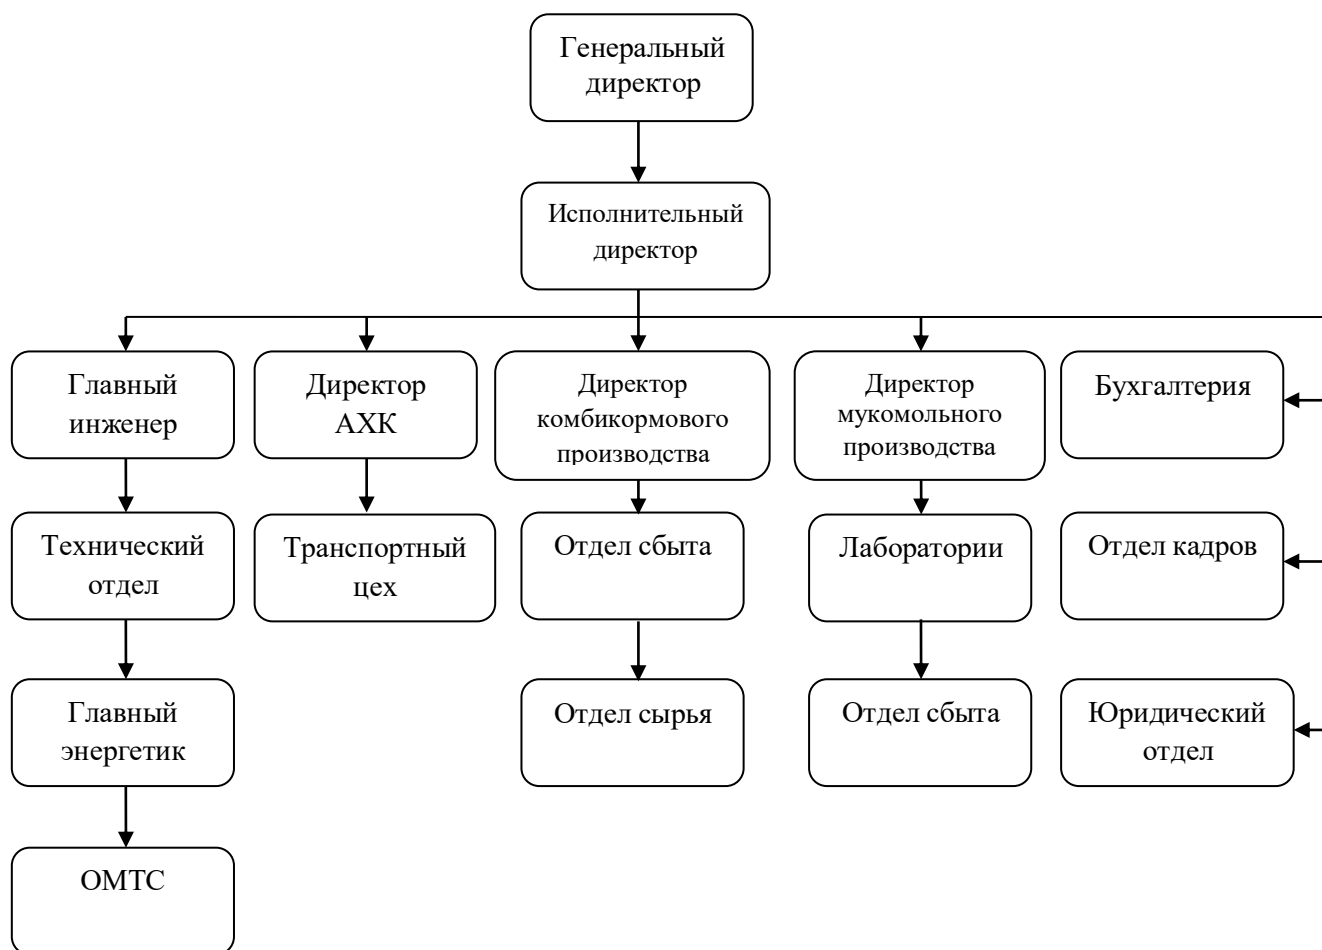 Генеральный
директор
Исполнительный
директор
Главный
инженер
Директор
АХК
Директор
комбикормового
производства
Директор
мукомольного
производства
Бухгалтерия
Технический
отдел
Транспортный
цех
Отдел сбыта
Лаборатории
Отдел кадров
Главный
энергетик
Отдел сырья
Отдел сбыта
Юридический
отдел
ОМТС